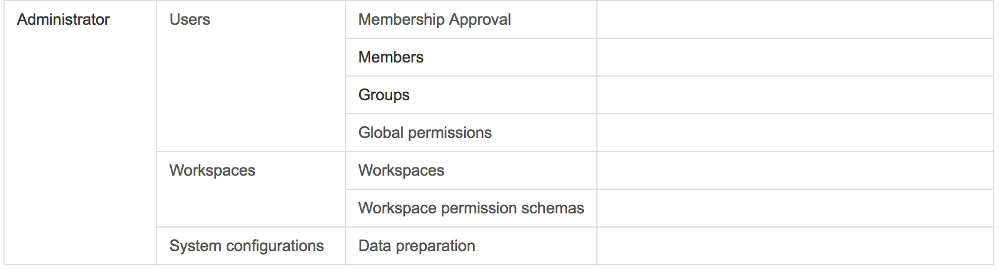 Administrator Users Membership Approval
Members
Groups
Global permissions
Workspaces Workspaces
Workspace permission schemas
System configurations Data preparation